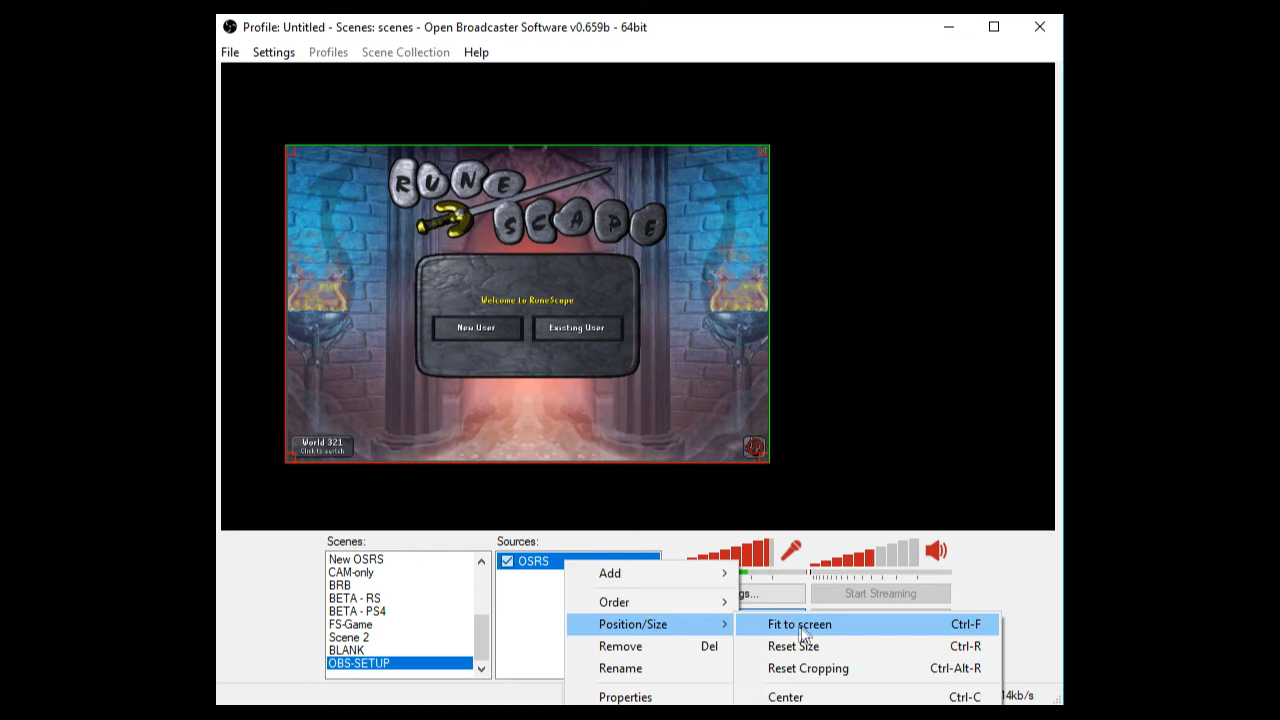 Profile: Untitled - Scenes: scenes - Open Broadcaster Software v0.659b - 64bit
File Settings Profiles Scene Collection Help
RUNE
SCAPE
Welcome to RuneScape
New User Existing User
World 321
Click to switch
Scenes:
New OSRS
CAM-only
BRB
BETA - RS
BETA - PS4
FS-Game
Scene 2
BLANK
OBS-SETUP
Sources:
OSRS
gs...
Start Streaming
Add
Order
Position/Size
Remove Del
Rename
Properties
Fit to screen Ctrl-F
Reset Size Ctrl-R
Reset Cropping Ctrl-Alt-R
Center Ctrl-C
14kb/s